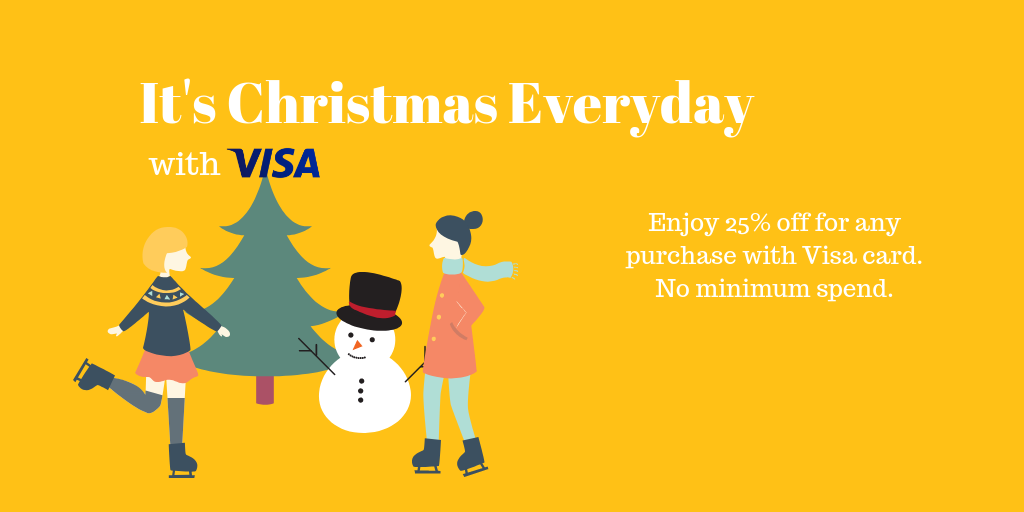 It's Christmas Everyday
with VISA
Enjoy 25% off for any
purchase with Visa card.
No minimum spend.